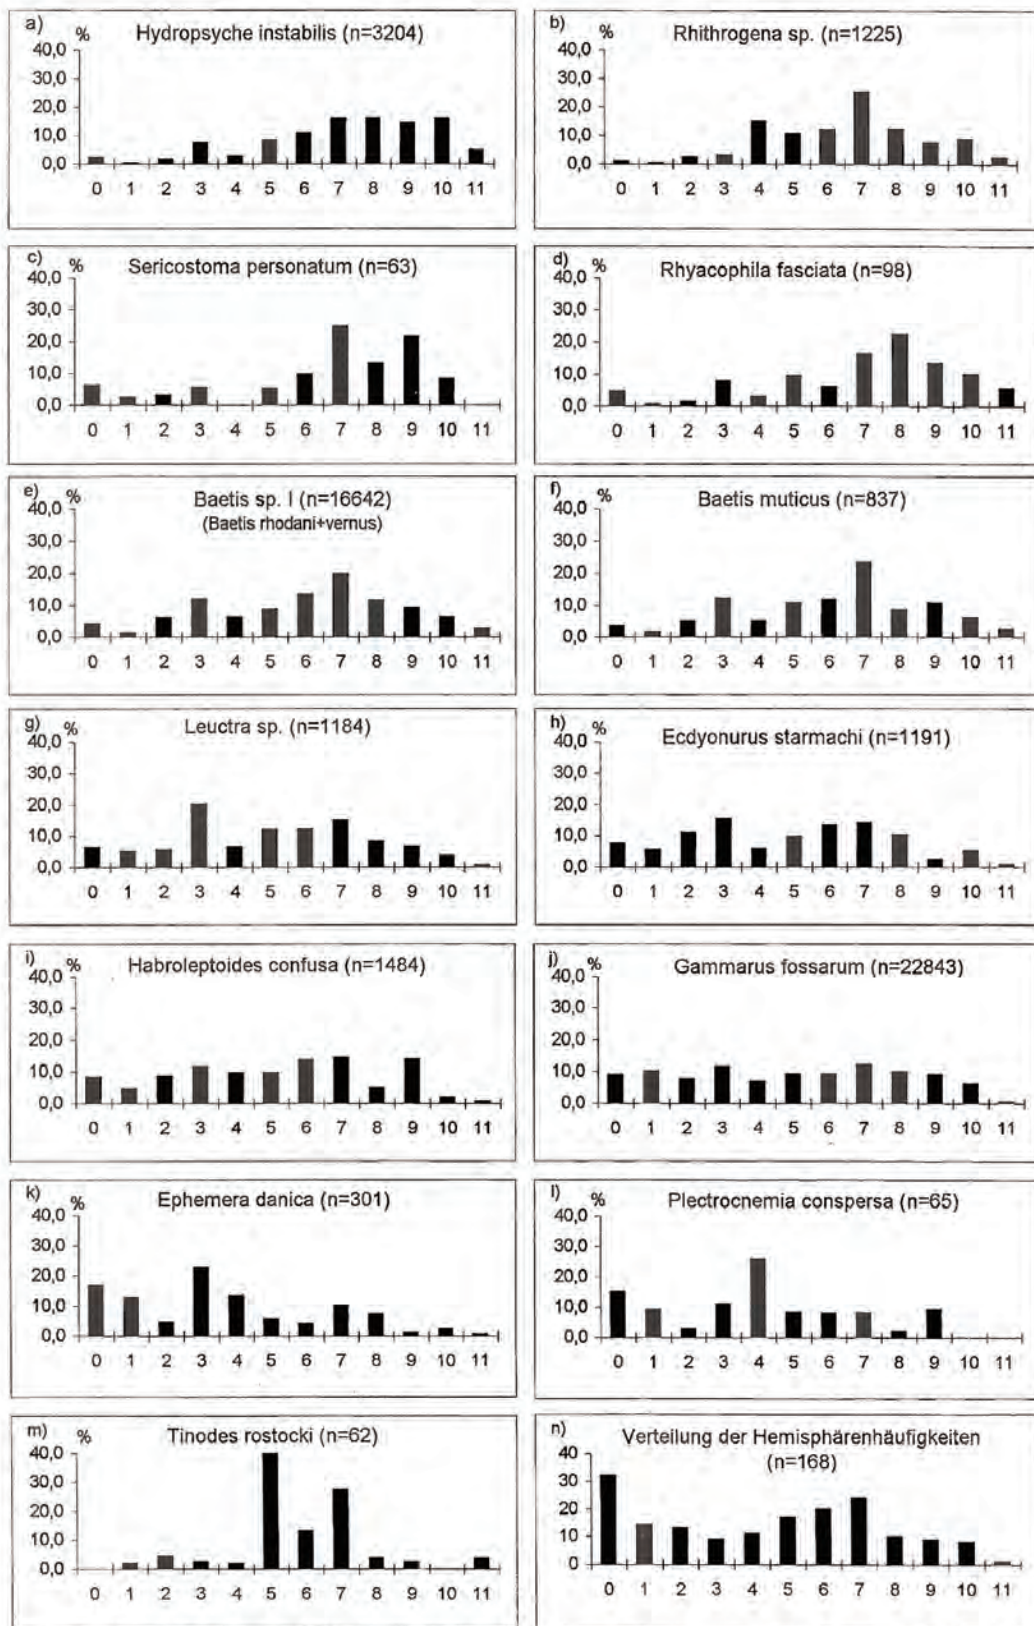 a) % Hydropsyche instabilis (n=3204)
40,0
30,0
20,0
10,0
0,0
0 1 2 3 4 5 6 7 8 9 10 11
b) % Rhithrogena sp. (n=1225)
40,0
30,0
20,0
10,0
0,0
0 1 2 3 4 5 6 7 8 9 10 11
c) % Sericostoma personatum (n=63)
40,0
30,0
20,0
10,0
0,0
0 1 2 3 4 5 6 7 8 9 10 11
d) % Rhyacophila fasciata (n=98)
40,0
30,0
20,0
10,0
0,0
0 1 2 3 4 5 6 7 8 9 10 11
e) % Baetis sp. I (n=16642)
(Baetis rhodani+vernus)
40,0
30,0
20,0
10,0
0,0
0 1 2 3 4 5 6 7 8 9 10 11
f) % Baetis muticus (n=837)
40,0
30,0
20,0
10,0
0,0
0 1 2 3 4 5 6 7 8 9 10 11
g) % Leuctra sp. (n=1184)
40,0
30,0
20,0
10,0
0,0
0 1 2 3 4 5 6 7 8 9 10 11
h) % Ecdyonurus starmachi (n=1191)
40,0
30,0
20,0
10,0
0,0
0 1 2 3 4 5 6 7 8 9 10 11
i) % Habroleptoides confusa (n=1484)
40,0
30,0
20,0
10,0
0,0
0 1 2 3 4 5 6 7 8 9 10 11
j) % Gammarus fossarum (n=22843)
40,0
30,0
20,0
10,0
0,0
0 1 2 3 4 5 6 7 8 9 10 11
k) % Ephemera danica (n=301)
40,0
30,0
20,0
10,0
0,0
0 1 2 3 4 5 6 7 8 9 10 11
l) % Plectrocnemia conspersa (n=65)
40,0
30,0
20,0
10,0
0,0
0 1 2 3 4 5 6 7 8 9 10 11
m) % Tinodes rostocki (n=62)
40,0
30,0
20,0
10,0
0,0
0 1 2 3 4 5 6 7 8 9 10 11
n) % Verteilung der Hemisphärenhäufigkeiten
(n=168)
40
30
20
10
0
0 1 2 3 4 5 6 7 8 9 10 11